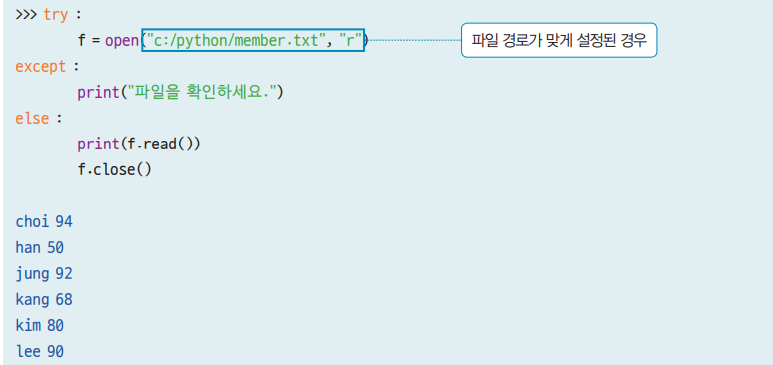 >>> try :
f = open("c:/python/member.txt", "r")
파일 경로가 맞게 설정된 경우
except :
print("파일을 확인하세요.")
else :
print(f.read())
f.close()
choi 94
han 50
jung 92
kang 68
kim 80
lee 90